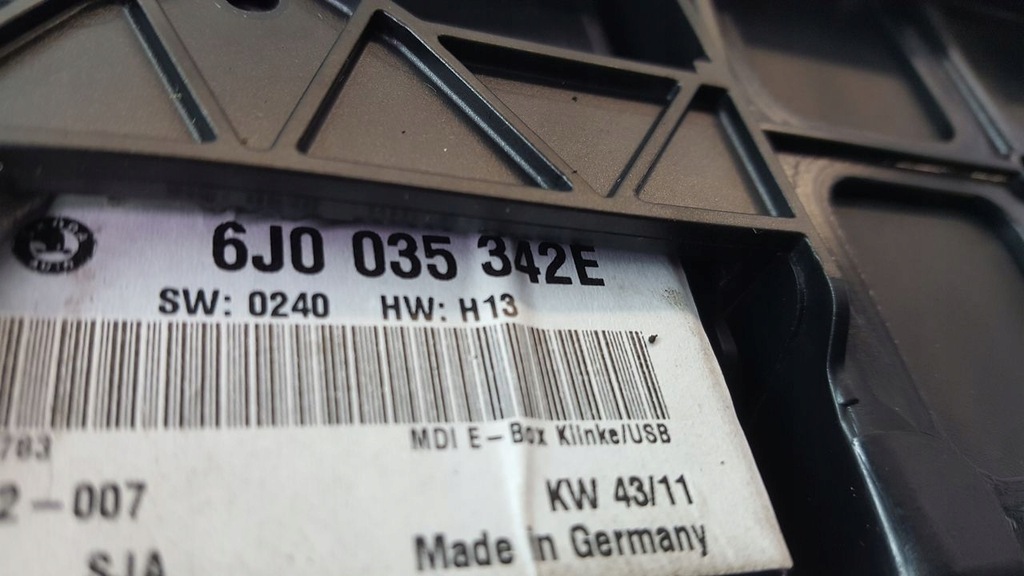 6J0 035 342E
SW: 0240 HW: H13
MDI E-Box Klinke/USB
2-007 KW 43/11
SJA Made in Germany